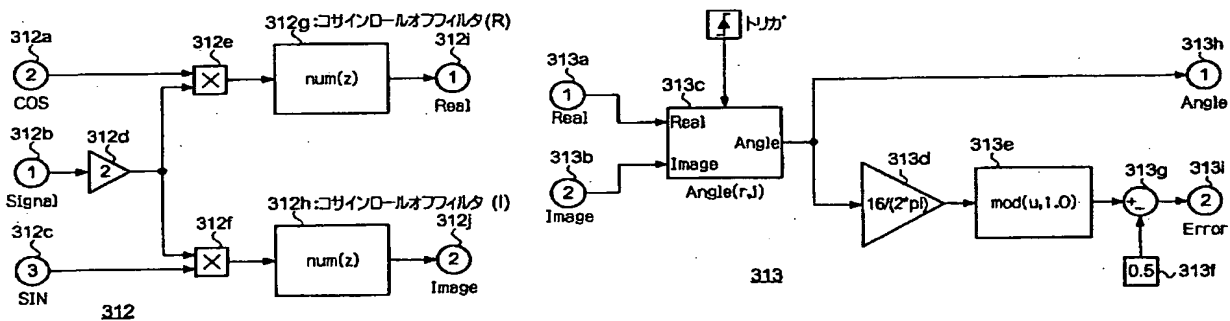 312a
2
COS
312b
1
Signal
312c
3
SIN
312
312d
2
312e
×
312f
×
312g:コサインロールオフフィルタ(R)
num(z)
312i
1
Real
312h:コサインロールオフフィルタ(I)
num(z)
312j
2
Image
トリガ
313a
1
Real
313b
2
Image
313c
Real
Image
Angle
Angle(r,i)
313d
16/(2*pi)
313e
mod(u,1.0)
313g
+-
0.5
313f
313h
1
Angle
313i
2
Error
313